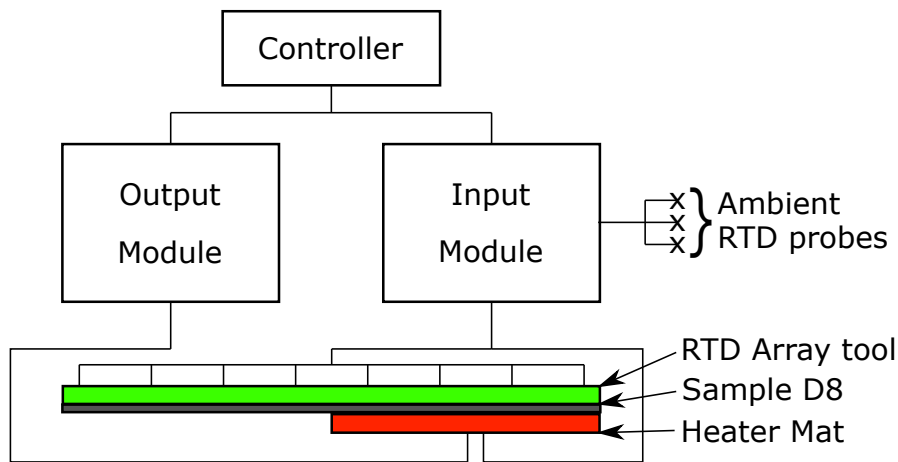 Controller
Output
Module
Input
Module
x
x
x
Ambient
RTD probes
RTD Array tool
Sample D8
Heater Mat